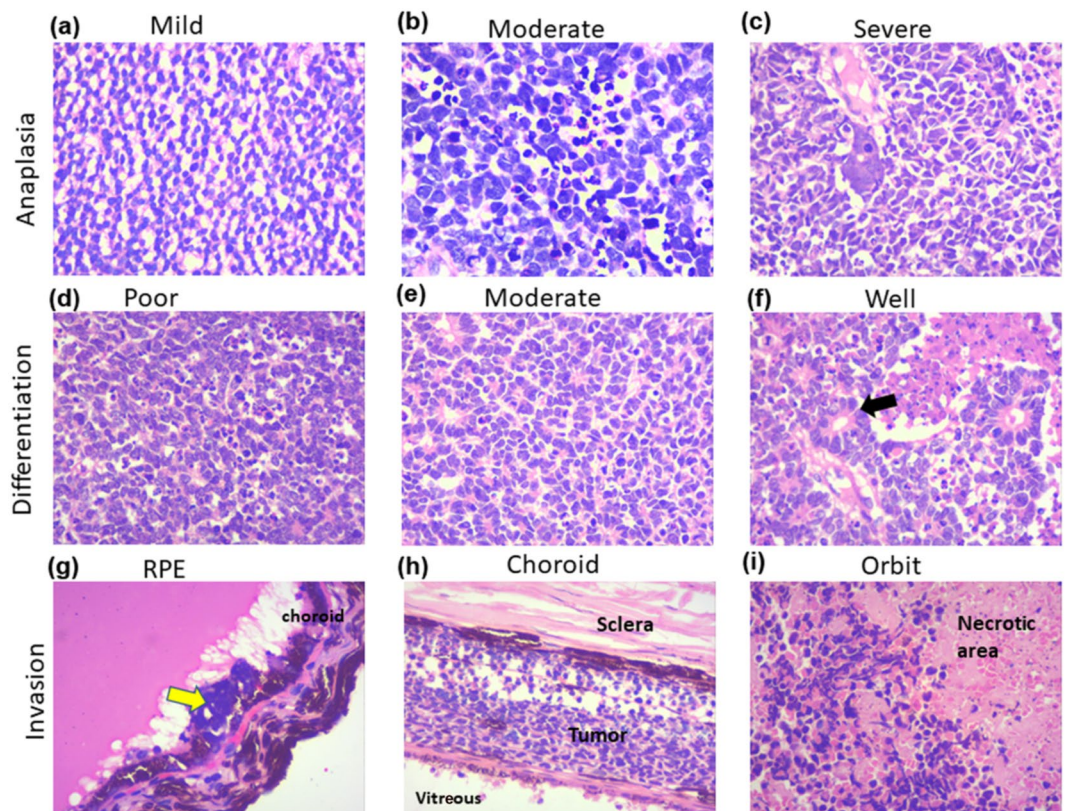 (a) Mild
(b) Moderate
(c) Severe
Anaplasia
(d) Poor
(e) Moderate
(f) Well
Differentiation
(g) RPE
choroid
(h) Choroid
Sclera
Tumor
Vitreous
(i) Orbit
Necrotic
area
Invasion